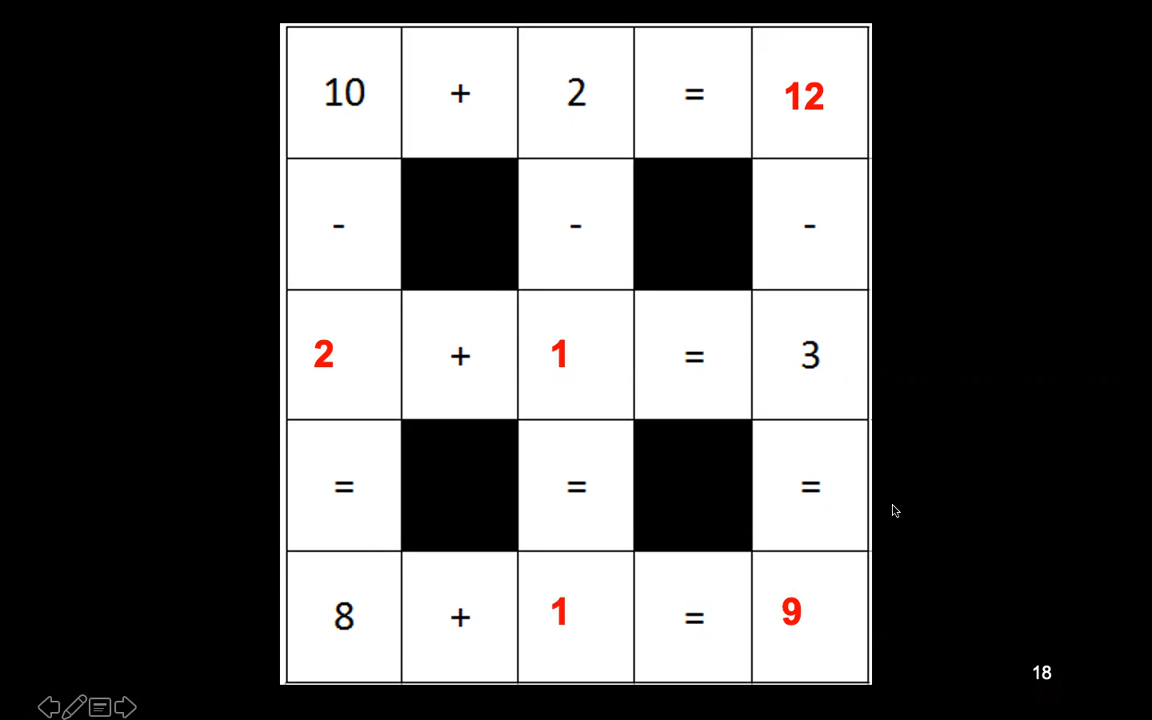 10 + 2 = 12
- - -
2 + 1 = 3
= = =
8 + 1 = 9
18